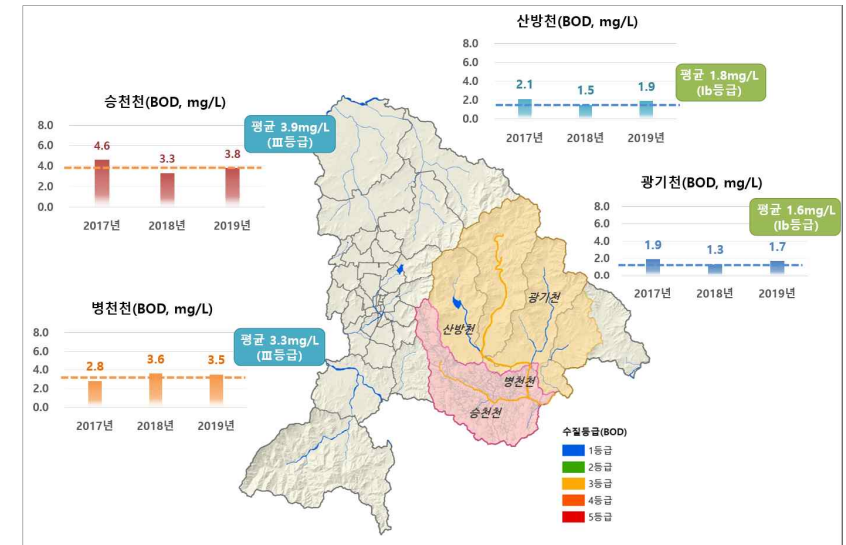 산방천(BOD, mg/L)
8.0
6.0
4.0
2.0
0.0
2.1
1.5
1.9
2017년
2018년
2019년
평균 1.8mg/L
(Ib등급)
승천천(BOD, mg/L)
8.0
6.0
4.0
2.0
0.0
4.6
3.3
3.8
2017년
2018년
2019년
평균 3.9mg/L
(Ⅲ등급)
광기천(BOD, mg/L)
8.0
6.0
4.0
2.0
0.0
1.9
1.3
1.7
2017년
2018년
2019년
평균 1.6mg/L
(Ib등급)
병천천(BOD, mg/L)
8.0
6.0
4.0
2.0
0.0
2.8
3.6
3.5
2017년
2018년
2019년
평균 3.3mg/L
(Ⅲ등급)
광기천
산방천
병천천
승천천
수질등급(BOD)
1등급
2등급
3등급
4등급
5등급